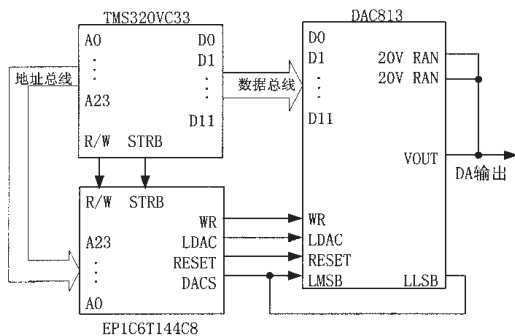 TMS320VC33
DAC813
A0
D0
D1
A23
D11
R/W
STRB
地址总线
数据总线
D0
D1
D11
20V RAN
20V RAN
VOUT
DA输出
WR
LDAC
RESET
LMSB
LLSB
R/W
STRB
WR
LDAC
RESET
DACS
A23
A0
EP1C6T144C8